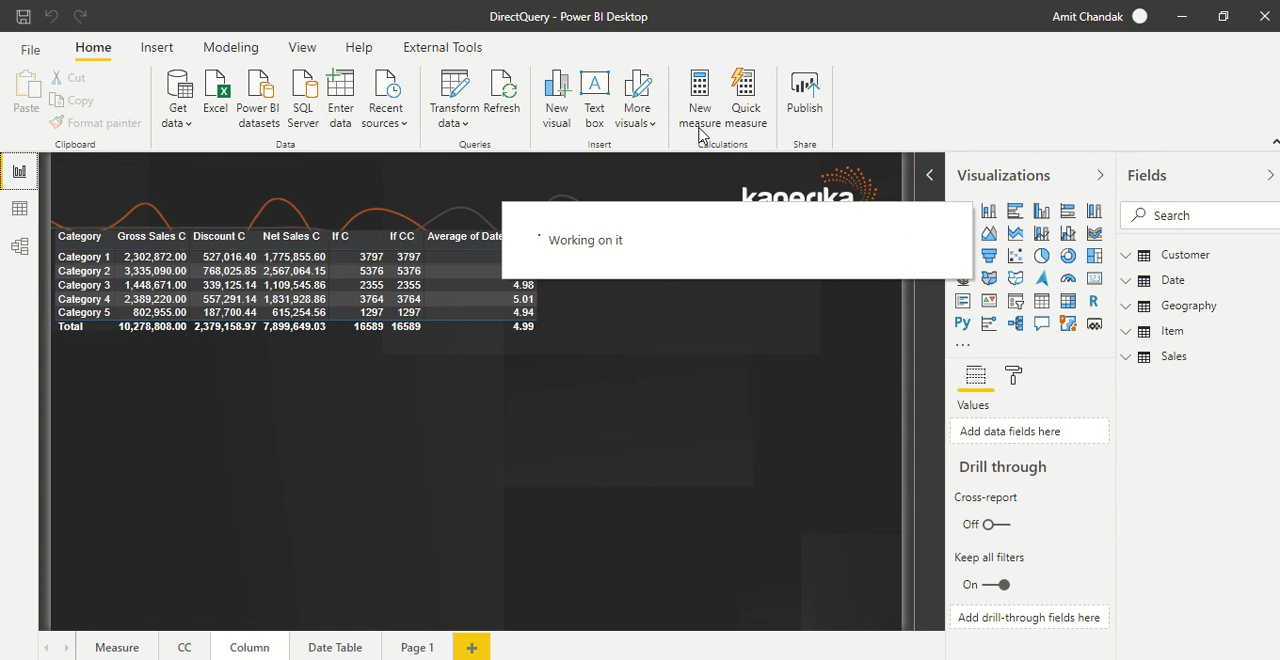 DirectQuery - Power BI Desktop
Amit Chandak
File Home Insert Modeling View Help External Tools
Paste
Cut
Copy
Format painter
Clipboard
Get data
Excel
Power BI datasets
SQL Server
Enter data
Recent sources
Data
Transform data
Refresh
Queries
New visual
Text box
More visuals
Insert
New measure
Quick measure
Calculations
Publish
Share
kanerika
Working on it
Category Gross Sales C Discount C Net Sales C If C If CC Average of Date
Category 1 2,302,872.00 527,016.40 1,775,855.60 3797 3797
Category 2 3,335,090.00 768,025.85 2,567,064.15 5376 5376
Category 3 1,448,671.00 339,125.14 1,109,545.86 2355 2355 4.98
Category 4 2,389,220.00 557,291.14 1,831,928.86 3764 3764 5.01
Category 5 802,955.00 187,700.44 615,254.56 1297 1297 4.94
Total 10,278,808.00 2,379,158.97 7,899,649.03 16589 16589 4.99
Visualizations
R
Py
Values
Add data fields here
Drill through
Cross-report
Off
Keep all filters
On
Add drill-through fields here
Fields
Search
Customer
Date
Geography
Item
Sales
Measure CC Column Date Table Page 1